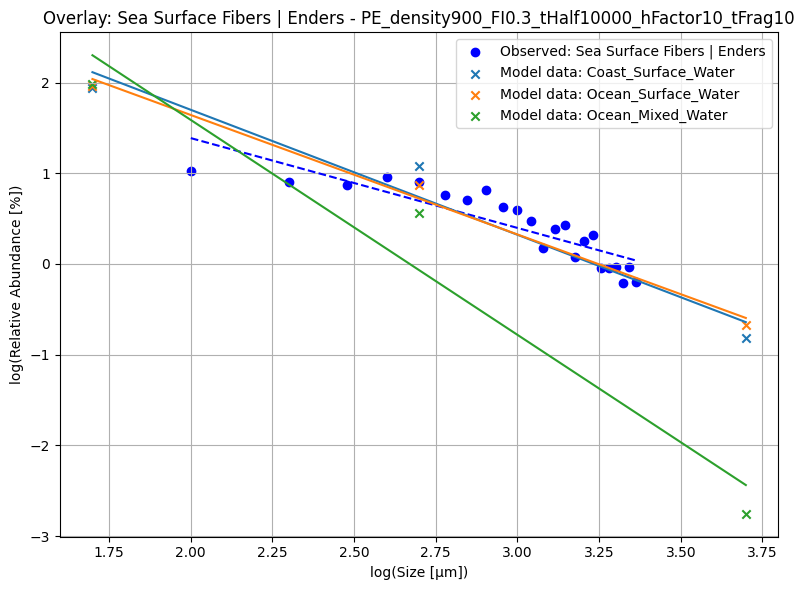 Overlay: Sea Surface Fibers | Enders - PE_density900_FI0.3_tHalf10000_hFactor10_tFrag10
Observed: Sea Surface Fibers | Enders
Model data: Coast_Surface_Water
Model data: Ocean_Surface_Water
Model data: Ocean_Mixed_Water
log(Relative Abundance [%])
2
1
0
−1
−2
−3
1.75 2.00 2.25 2.50 2.75 3.00 3.25 3.50 3.75
log(Size [µm])